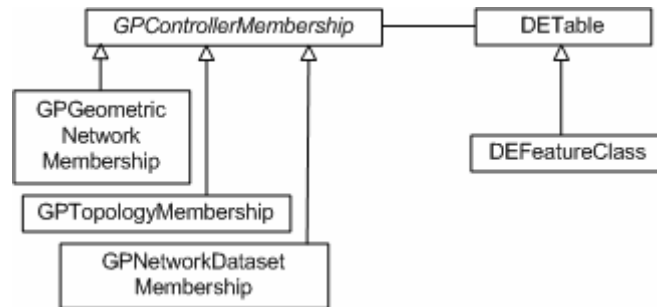 GPControllerMembership
DETable
GPGeometric
Network
Membership
DEFeatureClass
GPTopologyMembership
GPNetworkDataset
Membership